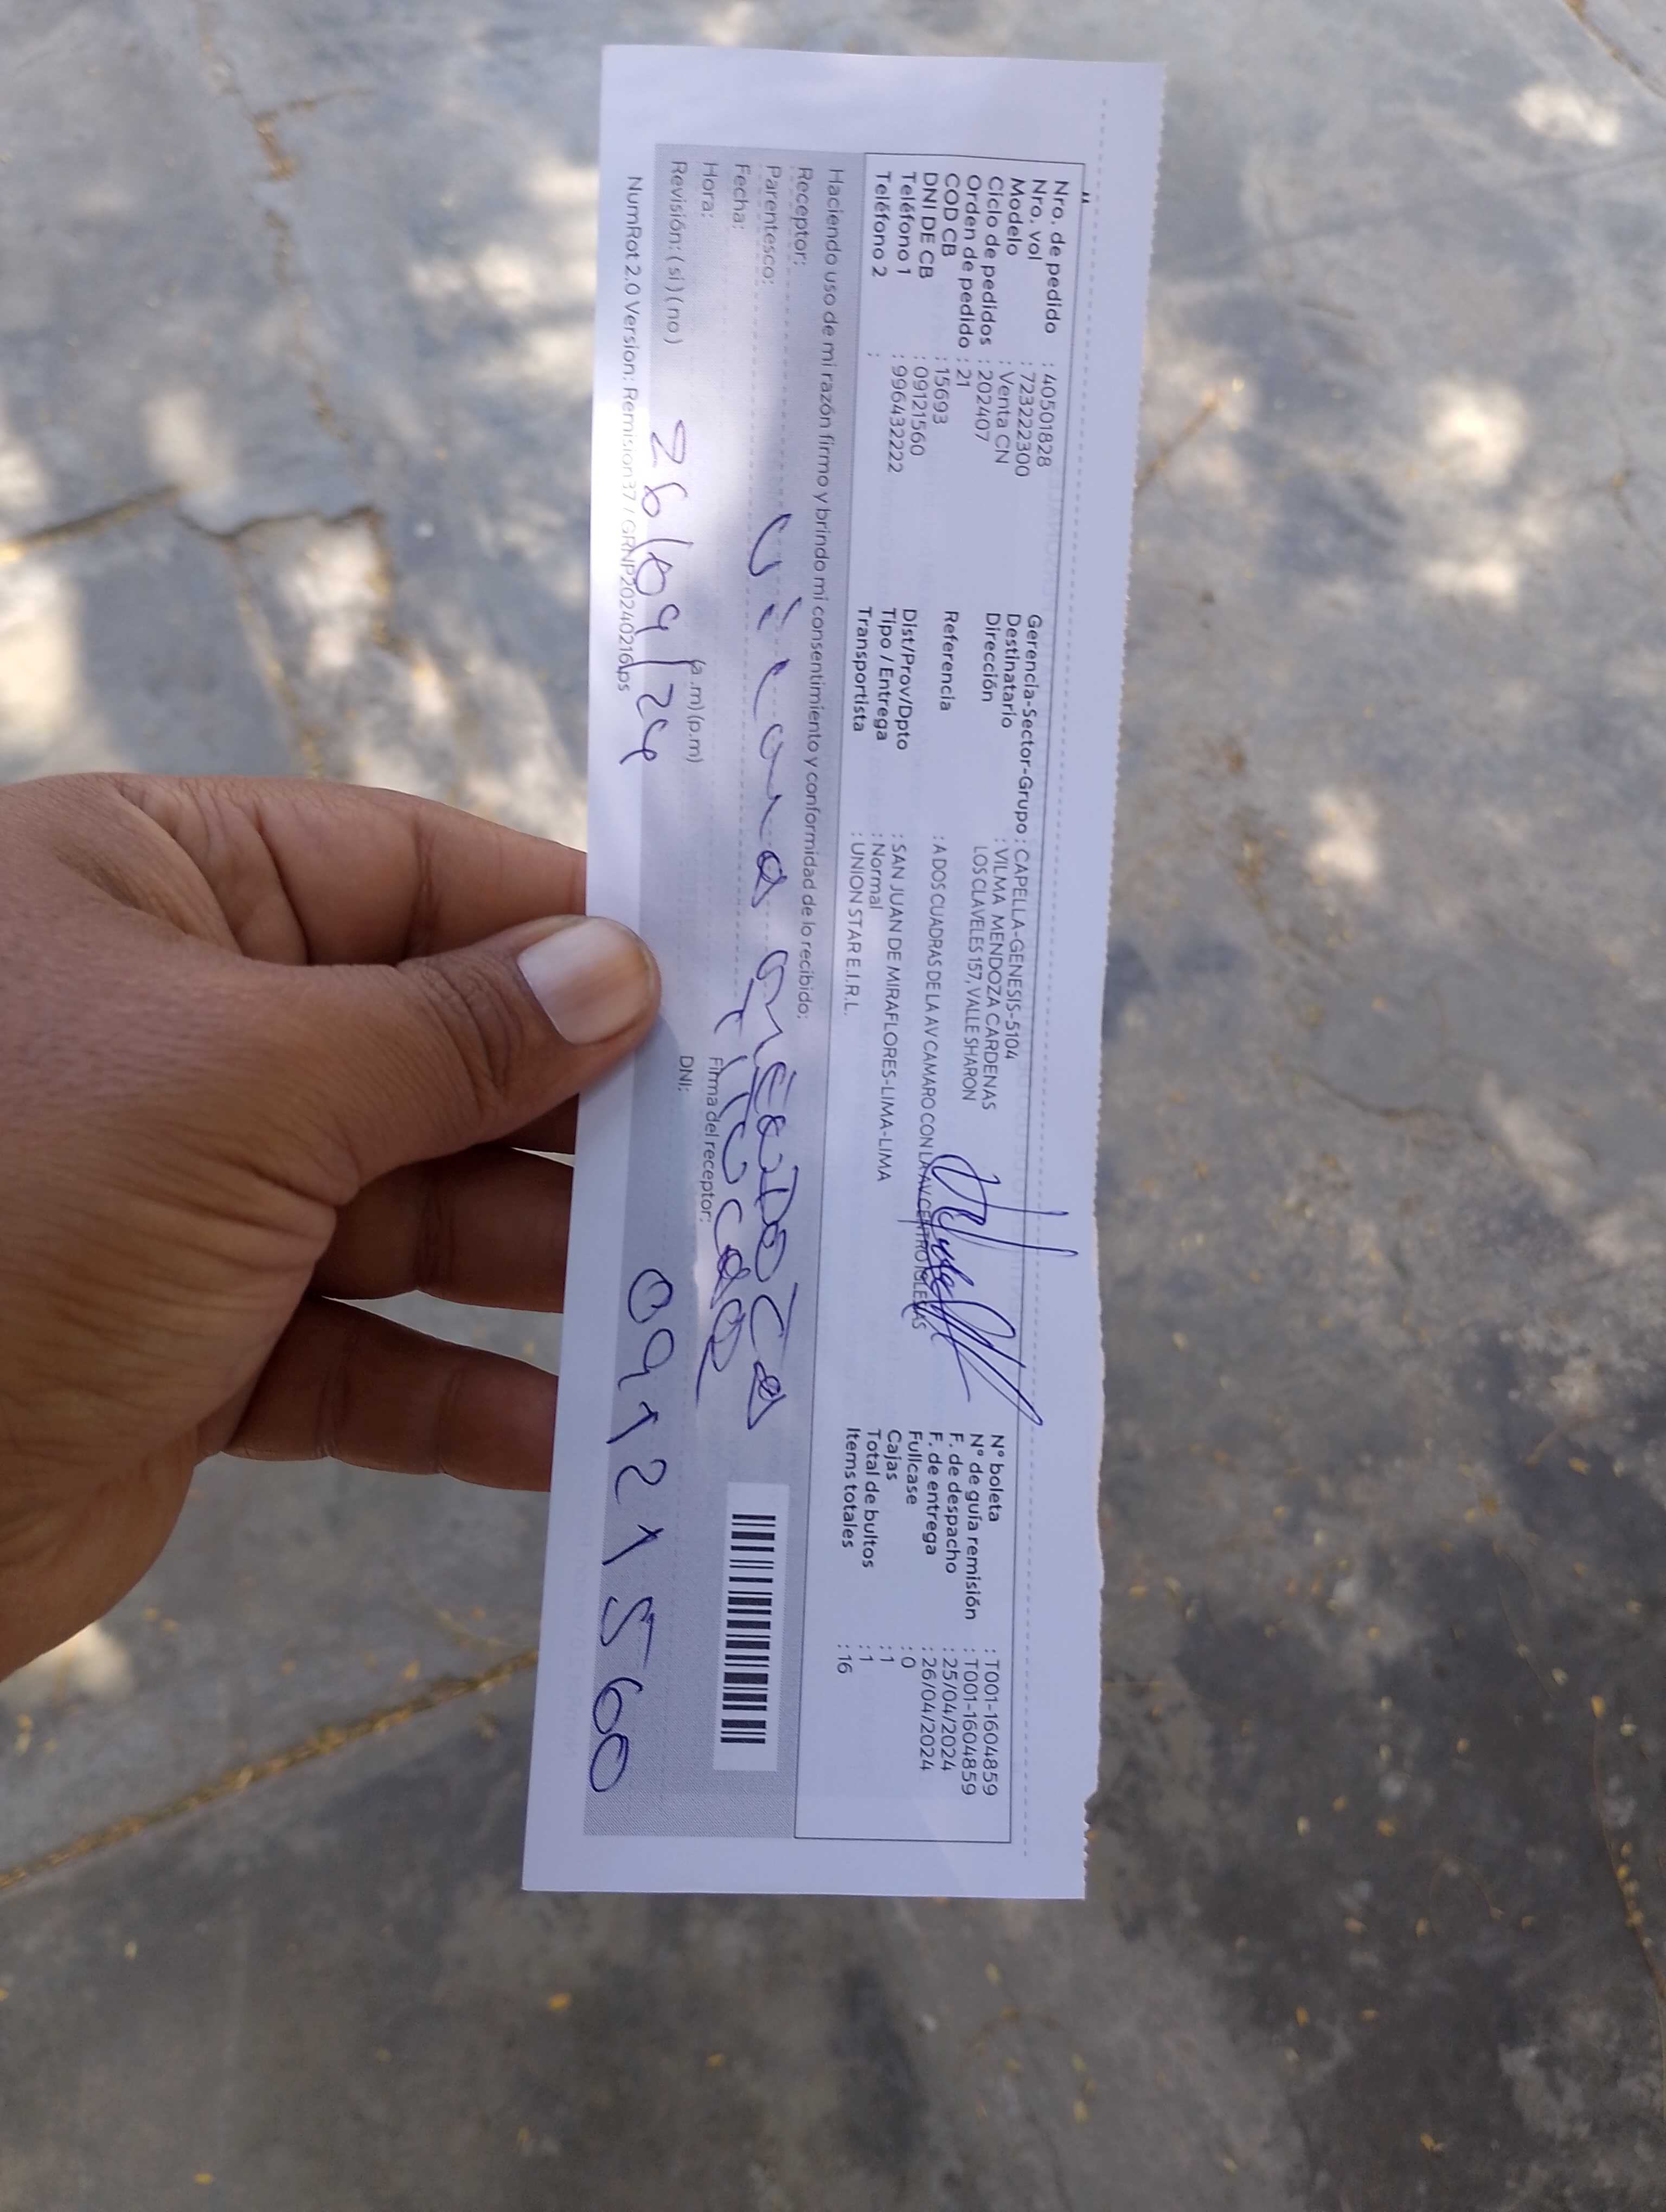 Nro. de pedido : 40501828
Nro. vol : 723222300
Modelo : Venta CN
Ciclo de pedidos : 202407
Orden de pedido : 21
COD CB : 15693
DNI DE CB : 09121560
Teléfono 1 : 996432222
Teléfono 2 :
Gerencia-Sector-Grupo : CAPELLA-GENESIS-5104
Destinatario : VILMA MENDOZA CARDENAS
Dirección LOS CLAVELES 157, VALLE SHARON
Referencia : A DOS CUADRAS DE LA AV CAMARO CON LA AV CENTRO IGLESIAS
Dist/Prov/Dpto : SAN JUAN DE MIRAFLORES-LIMA-LIMA
Tipo / Entrega : Normal
Transportista : UNION STAR E.I.R.L.
N° boleta : T001-1604859
N° de guía remisión : T001-1604859
F. de despacho : 25/04/2024
F. de entrega : 26/04/2024
Fullcase : 0
Cajas : 1
Total de bultos : 1
Items totales : 16
Haciendo uso de mi razón firmo y brindo mi consentimiento y conformidad de lo recibido:
Receptor:
Parentesco:
Fecha:
Hora: (a.m) (p.m)
Firma del receptor:
Revisión: ( si ) ( no )
DNI: 09121560
NumRot 2.0 Version: Remision37 / GRNP20240216.ps